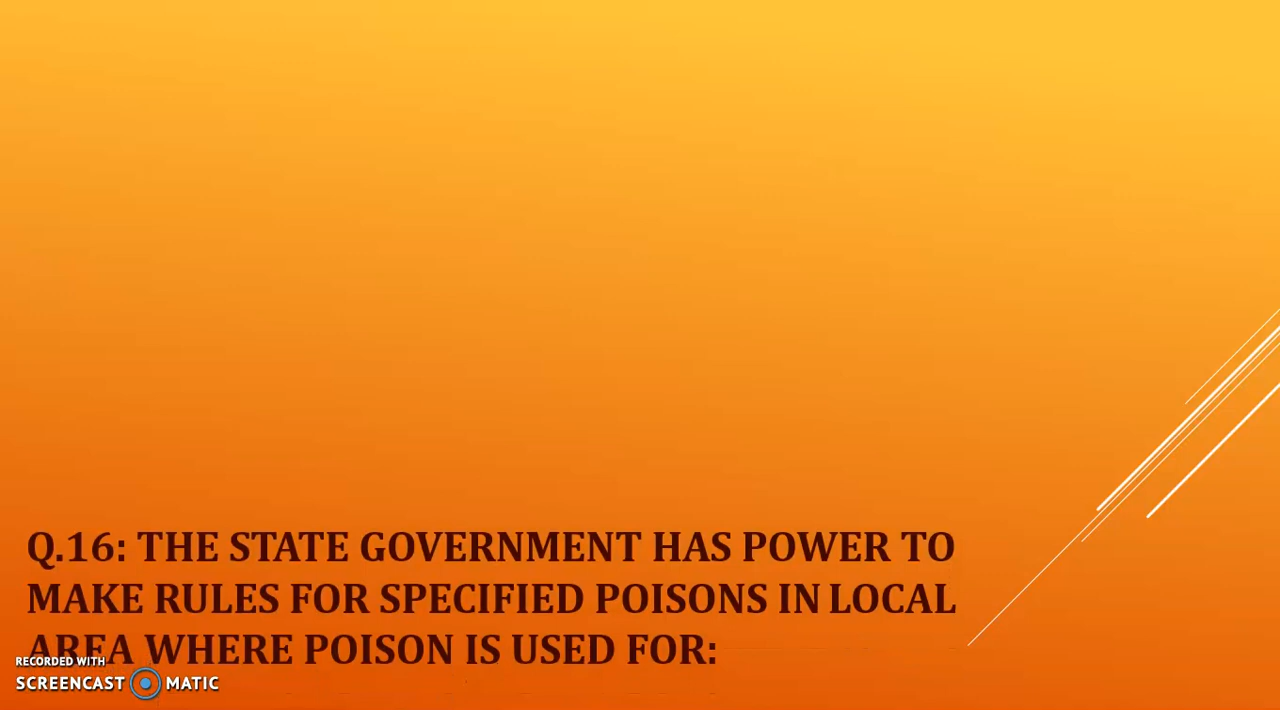 Q.16: THE STATE GOVERNMENT HAS POWER TO
MAKE RULES FOR SPECIFIED POISONS IN LOCAL
AREA WHERE POISON IS USED FOR:
RECORDED WITH
SCREENCAST MATIC